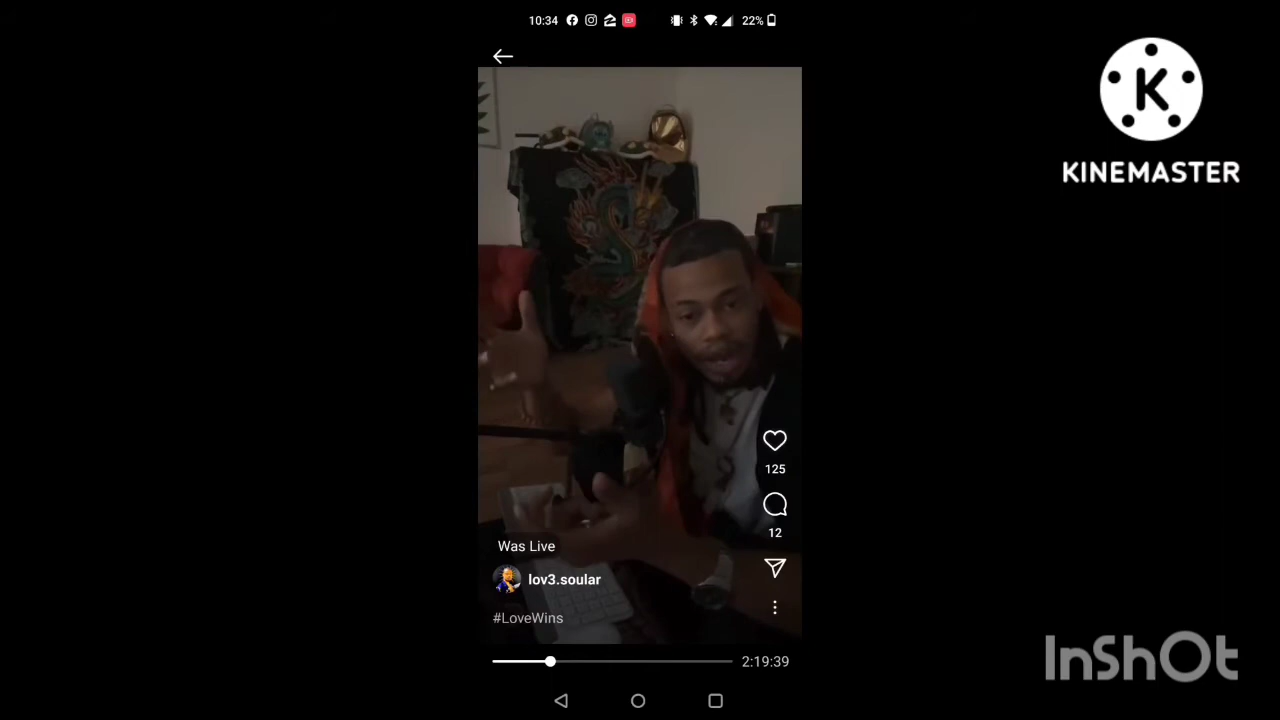 10:34
22%
K
KINEMASTER
125
12
Was Live
lov3.soular
#LoveWins
2:19:39
InShOt